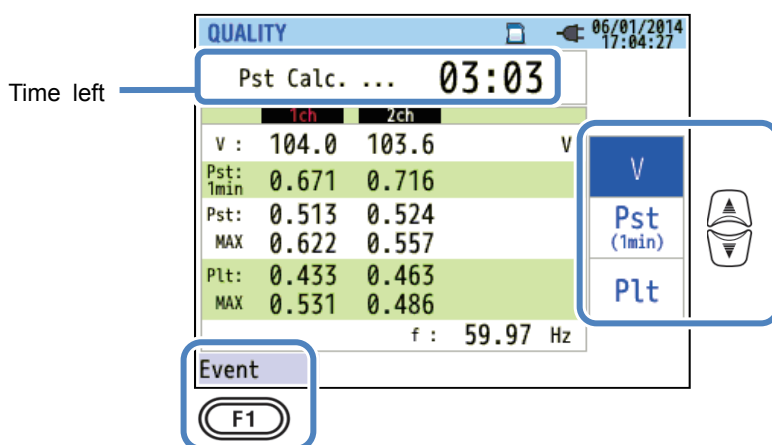 QUALITY 06/01/2014
17:04:27
Time left
Pst Calc. ... 03:03
1ch 2ch
V : 104.0 103.6 V
Pst: 1min 0.671 0.716
Pst: 0.513 0.524
MAX 0.622 0.557
Plt: 0.433 0.463
MAX 0.531 0.486
f : 59.97 Hz
V
Pst
(1min)
Plt
Event
F1